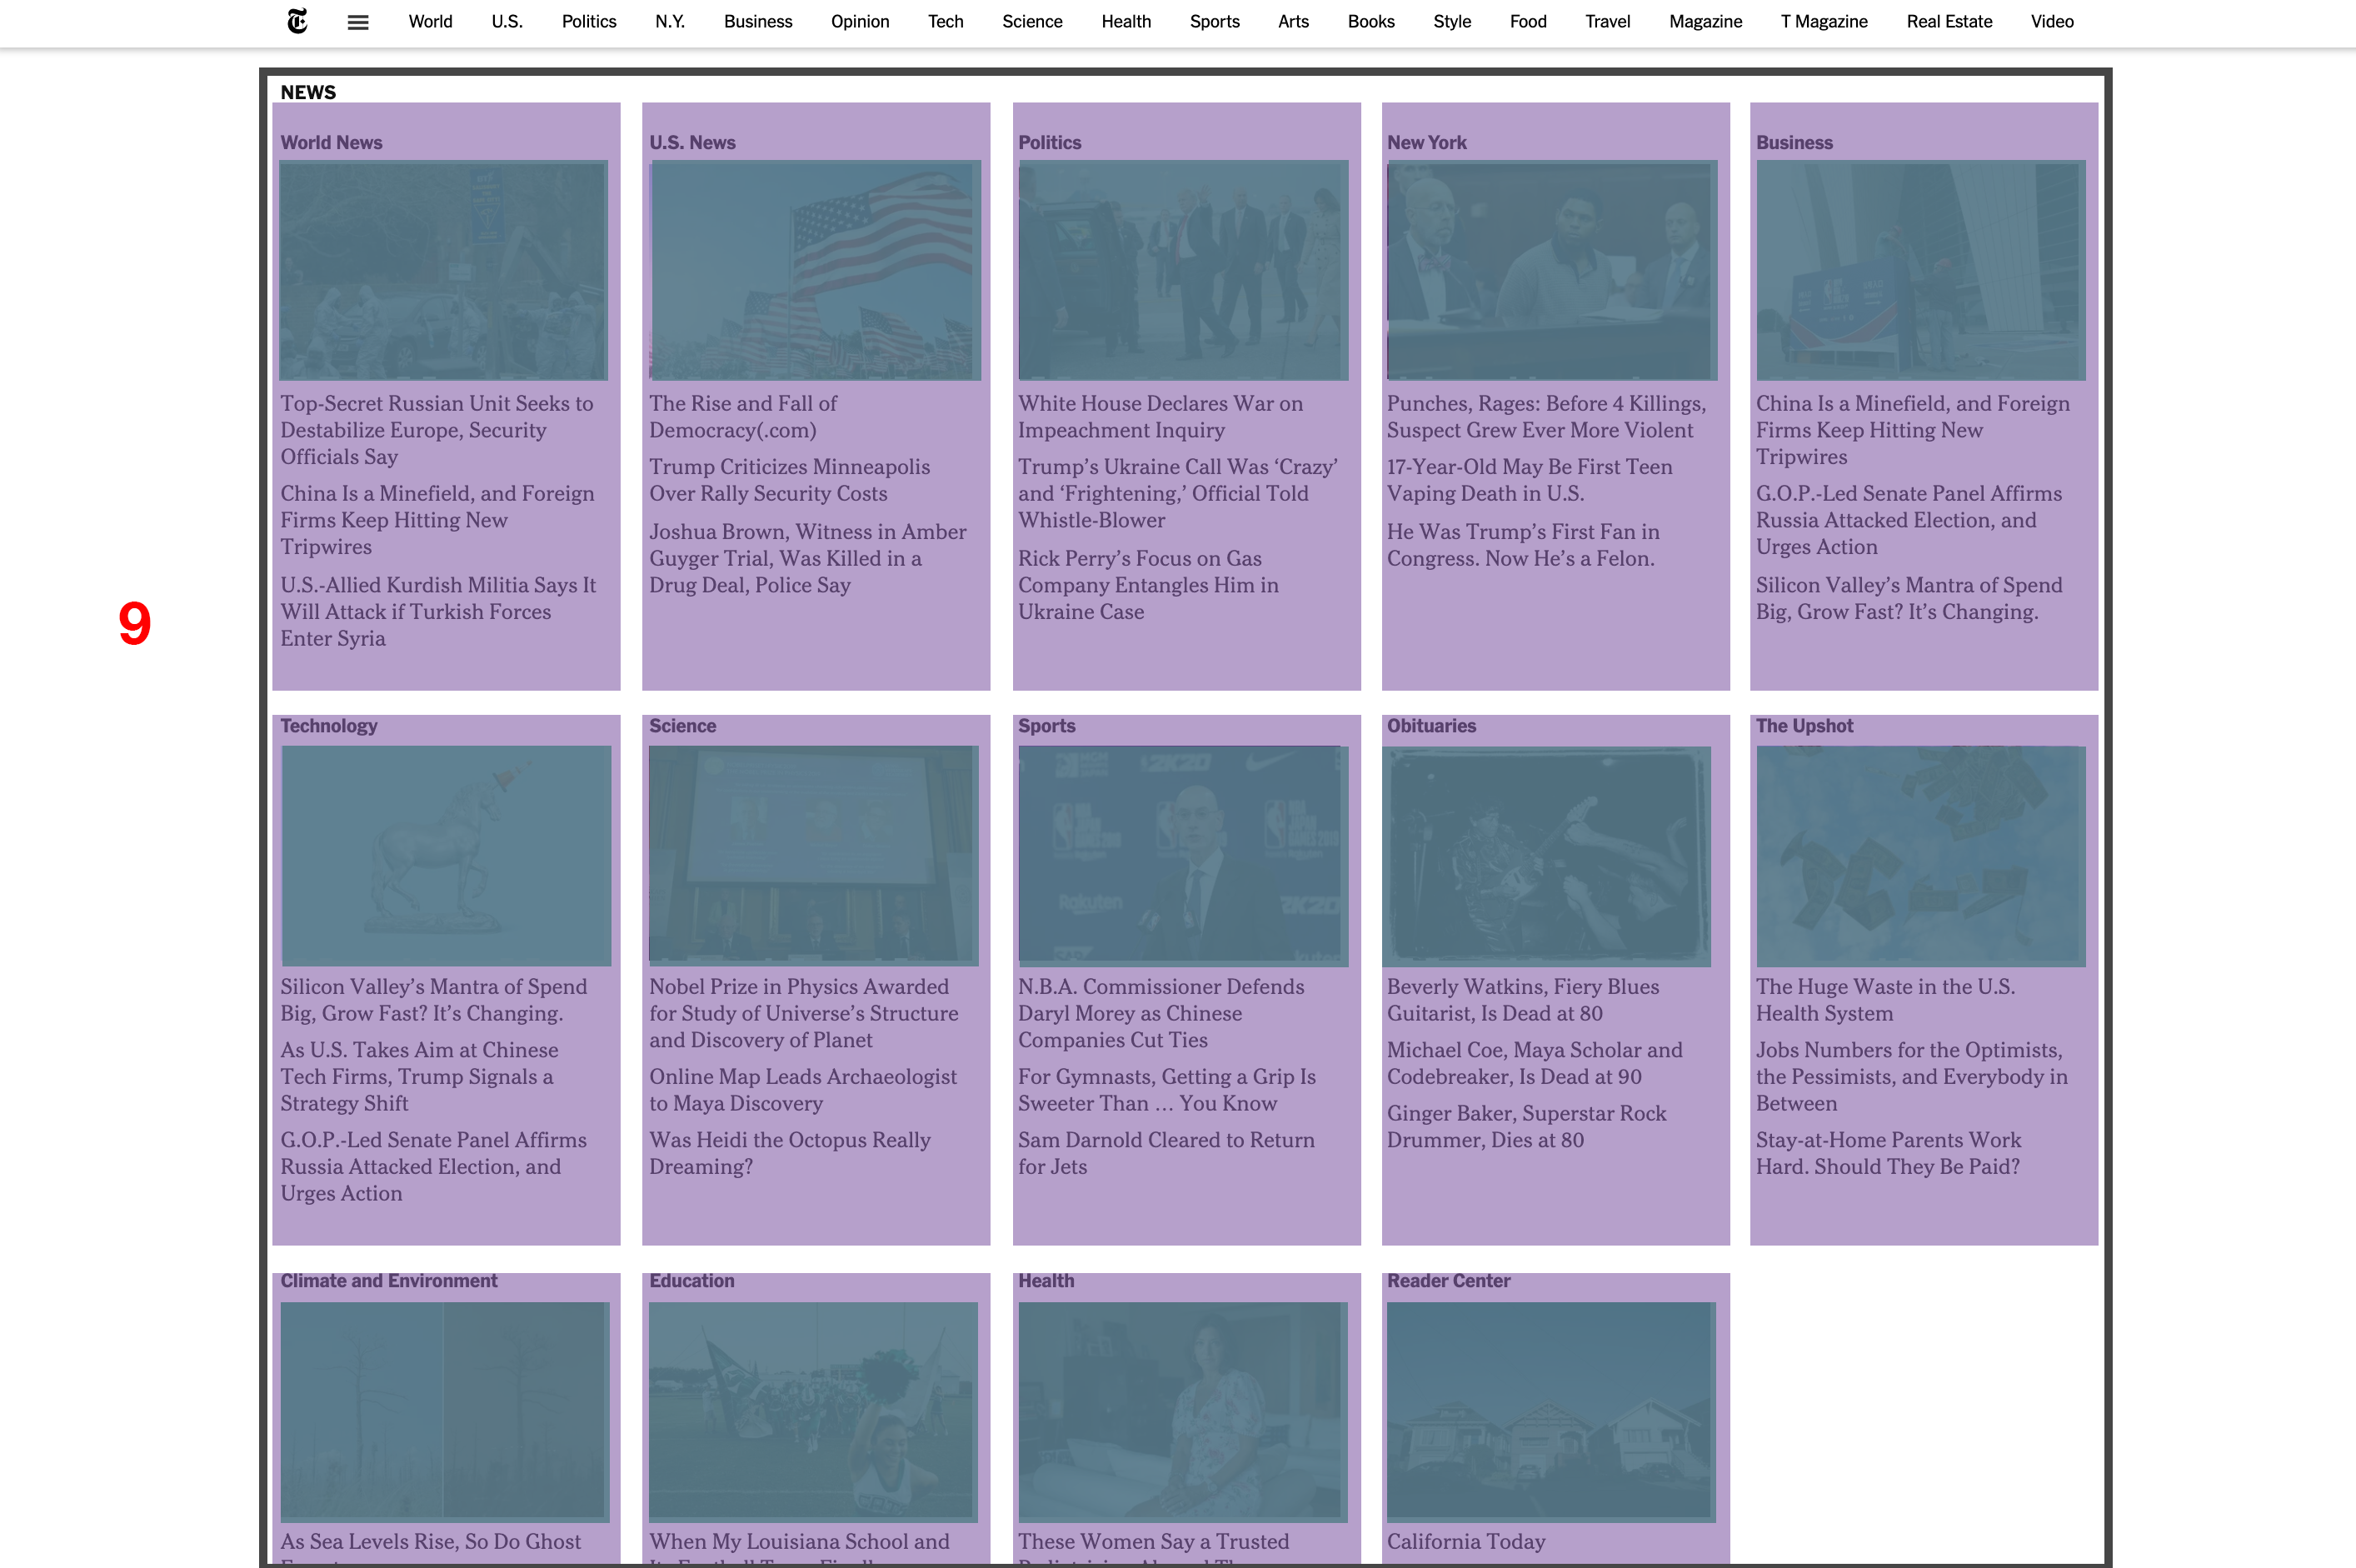 T
World U.S. Politics N.Y. Business Opinion Tech Science Health Sports Arts Books Style Food Travel Magazine T Magazine Real Estate Video
NEWS
World News
Top-Secret Russian Unit Seeks to
Destabilize Europe, Security
Officials Say
China Is a Minefield, and Foreign
Firms Keep Hitting New
Tripwires
U.S.-Allied Kurdish Militia Says It
Will Attack if Turkish Forces
Enter Syria
U.S. News
The Rise and Fall of
Democracy(.com)
Trump Criticizes Minneapolis
Over Rally Security Costs
Joshua Brown, Witness in Amber
Guyger Trial, Was Killed in a
Drug Deal, Police Say
Politics
White House Declares War on
Impeachment Inquiry
Trump’s Ukraine Call Was ‘Crazy’
and ‘Frightening,’ Official Told
Whistle-Blower
Rick Perry’s Focus on Gas
Company Entangles Him in
Ukraine Case
New York
Punches, Rages: Before 4 Killings,
Suspect Grew Ever More Violent
17-Year-Old May Be First Teen
Vaping Death in U.S.
He Was Trump’s First Fan in
Congress. Now He’s a Felon.
Business
China Is a Minefield, and Foreign
Firms Keep Hitting New
Tripwires
G.O.P.-Led Senate Panel Affirms
Russia Attacked Election, and
Urges Action
Silicon Valley’s Mantra of Spend
Big, Grow Fast? It’s Changing.
9
Technology
Silicon Valley’s Mantra of Spend
Big, Grow Fast? It’s Changing.
As U.S. Takes Aim at Chinese
Tech Firms, Trump Signals a
Strategy Shift
G.O.P.-Led Senate Panel Affirms
Russia Attacked Election, and
Urges Action
Science
Nobel Prize in Physics Awarded
for Study of Universe’s Structure
and Discovery of Planet
Online Map Leads Archaeologist
to Maya Discovery
Was Heidi the Octopus Really
Dreaming?
Sports
2K20
Rakuten
2K20
N.B.A. Commissioner Defends
Daryl Morey as Chinese
Companies Cut Ties
For Gymnasts, Getting a Grip Is
Sweeter Than … You Know
Sam Darnold Cleared to Return
for Jets
Obituaries
Beverly Watkins, Fiery Blues
Guitarist, Is Dead at 80
Michael Coe, Maya Scholar and
Codebreaker, Is Dead at 90
Ginger Baker, Superstar Rock
Drummer, Dies at 80
The Upshot
The Huge Waste in the U.S.
Health System
Jobs Numbers for the Optimists,
the Pessimists, and Everybody in
Between
Stay-at-Home Parents Work
Hard. Should They Be Paid?
Climate and Environment
As Sea Levels Rise, So Do Ghost
Education
When My Louisiana School and
Health
These Women Say a Trusted
Reader Center
California Today